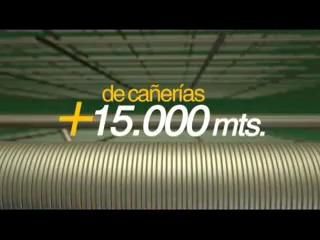 de cañerías
+15.000 mts.